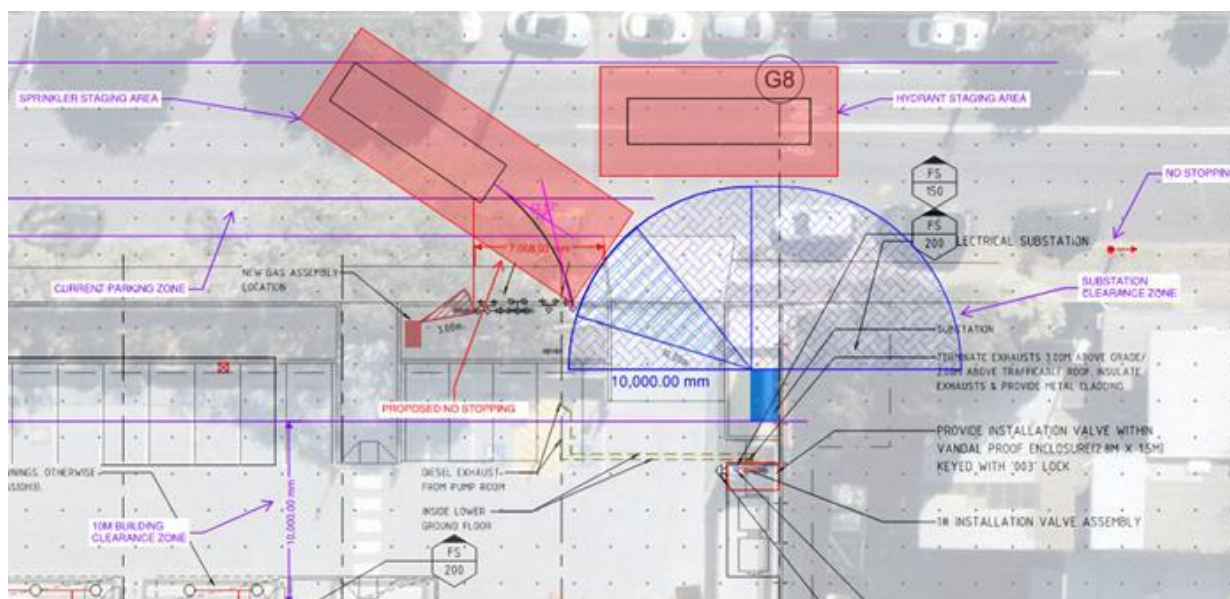 G8
SPRINKLER STAGING AREA
HYDRANT STAGING AREA
FS
150
NO STOPPING
FS
200
ELECTRICAL SUBSTATION
NEW GAS ASSEMBLY
LOCATION
CURRENT PARKING ZONE
3.00m
SUBSTATION
CLEARANCE ZONE
SUBSTATION
TERMINATE EXHAUSTS 3.00M ABOVE GRADE/
2.00M ABOVE TRAFFICABLE ROOF. INSULATE
EXHAUSTS & PROVIDE METAL CLADDING
10,000.00 mm
PROPOSED NO STOPPING
PROVIDE INSTALLATION VALVE WITHIN
VANDAL PROOF ENCLOSURE(2.8M X 1.5M)
KEYED WITH '003' LOCK
NINGS. OTHERWISE
DIESEL EXHAUST
FROM PUMP ROOM
10,000.00 mm
10M BUILDING
CLEARANCE ZONE
INSIDE LOWER
GROUND FLOOR
1# INSTALLATION VALVE ASSEMBLY
FS
200